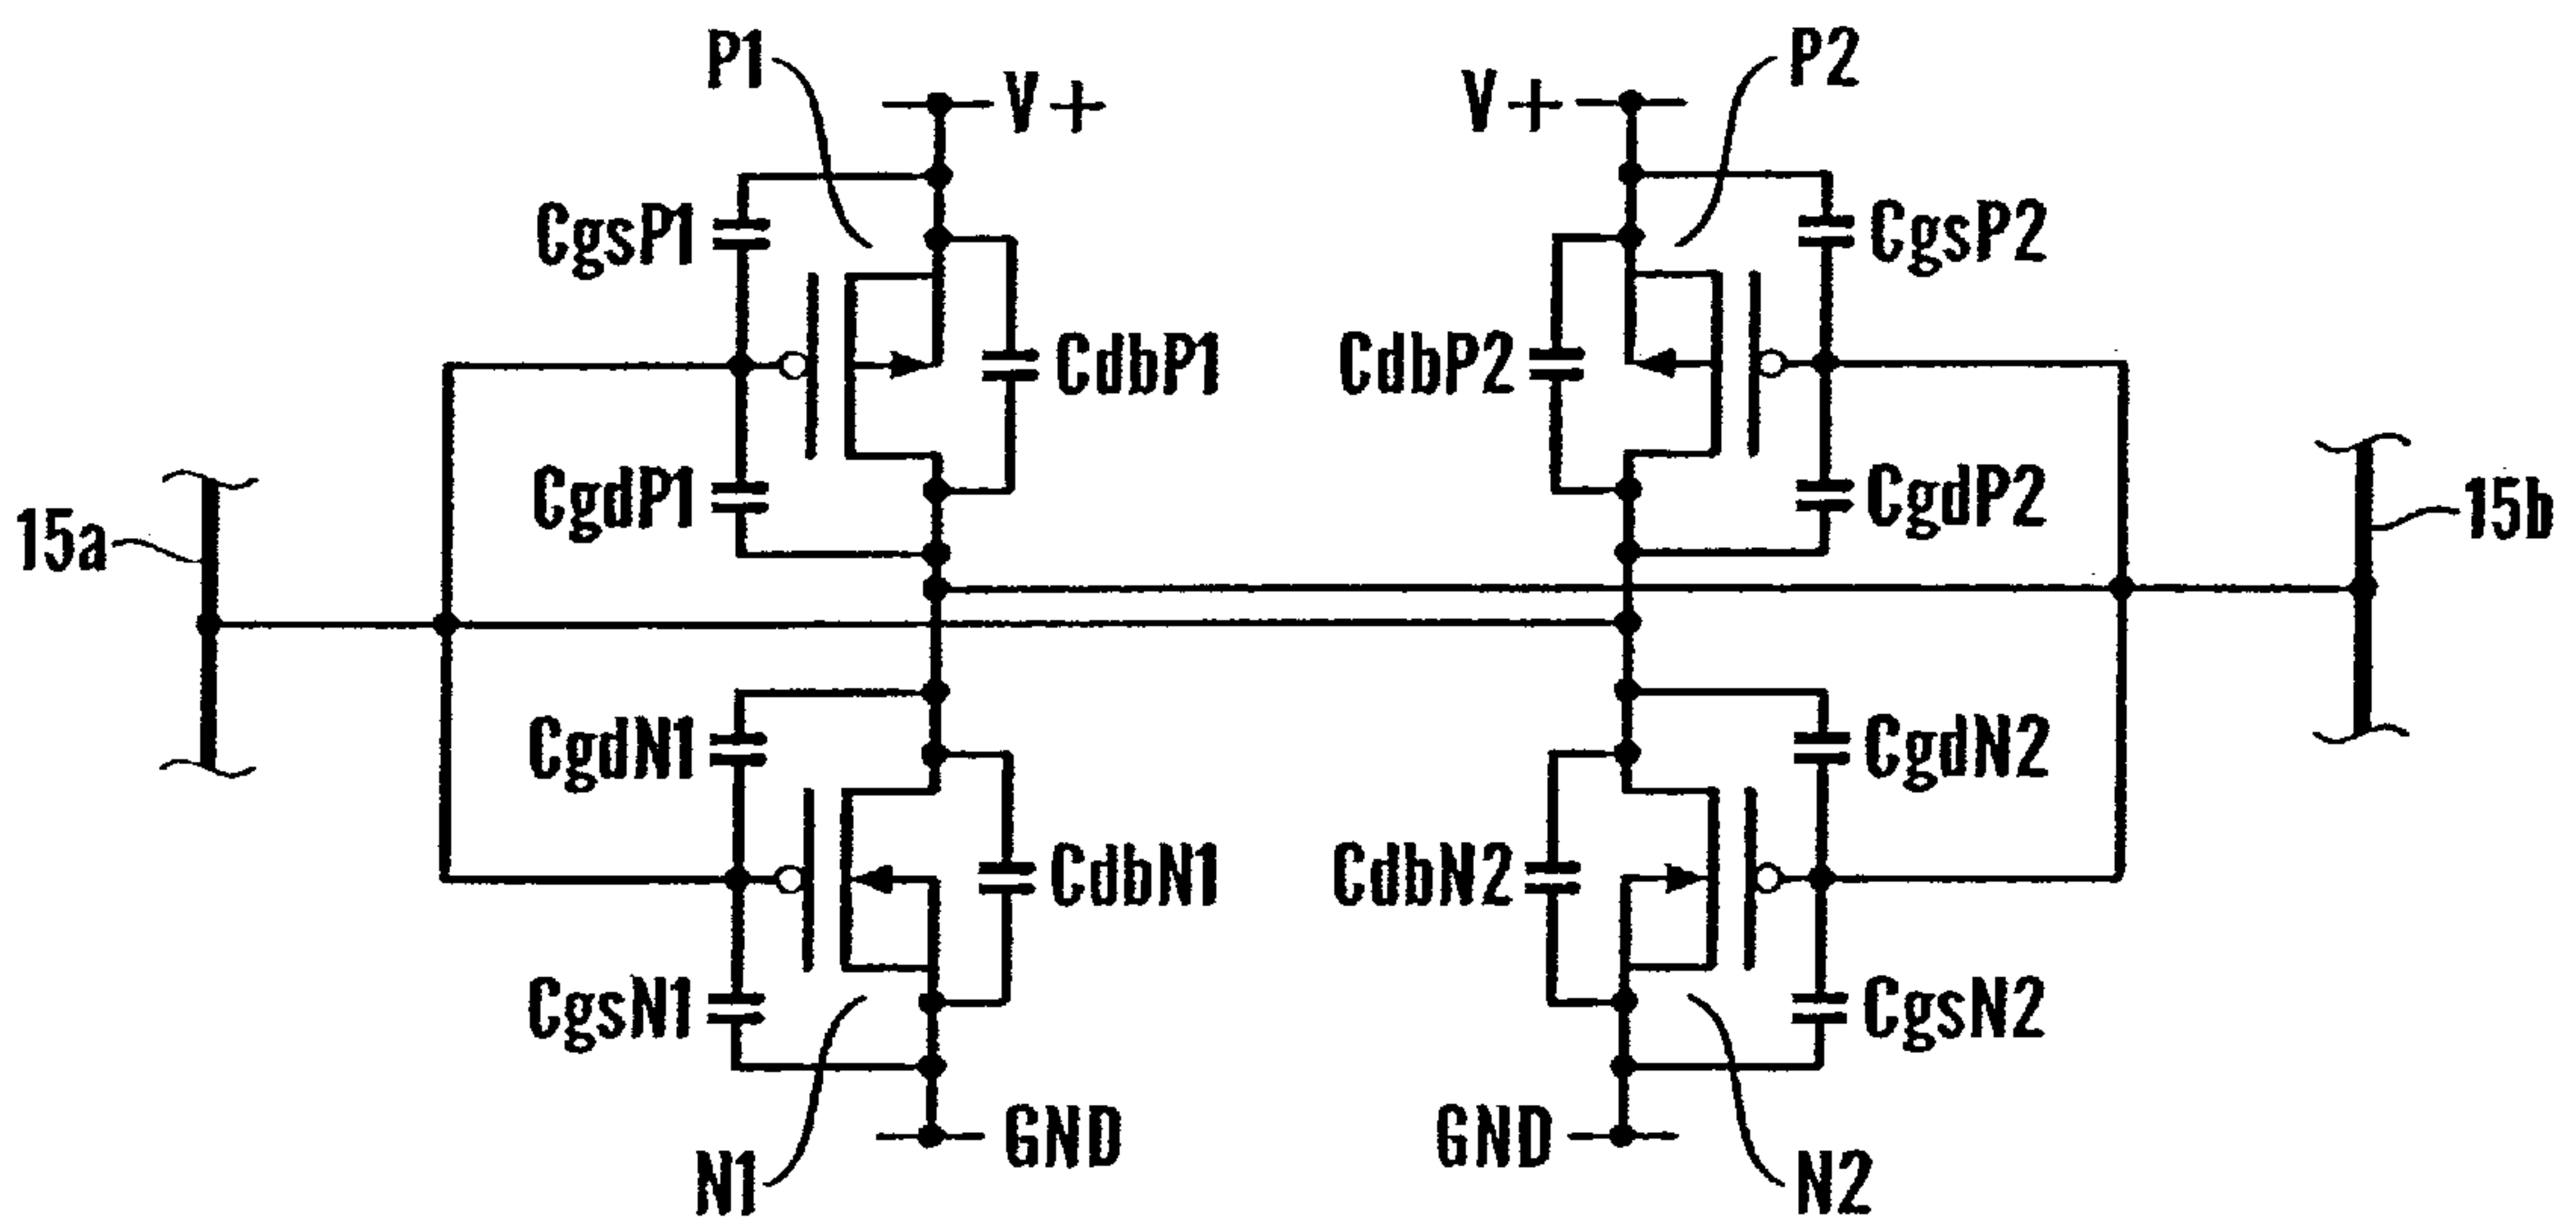 P1
V+
V+
P2
CgsP1
CgsP2
CdbP1
CdbP2
CgdP1
CgdP2
15a
15b
CgdN1
CgdN2
CdbN1
CdbN2
CgsN1
CgsN2
GND
GND
N1
N2